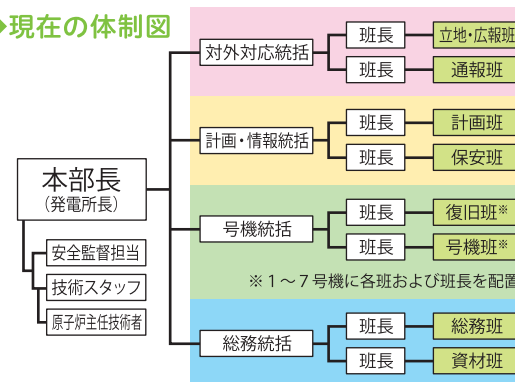 現在の体制図
対外対応統括
班長
立地・広報班
班長
通報班
計画・情報統括
班長
計画班
班長
保安班
本部長
(発電所長)
安全監督担当
技術スタッフ
原子炉主任技術者
号機統括
班長
復旧班※
班長
号機班※
※1～7号機に各班および班長を配置
総務統括
班長
総務班
班長
資材班